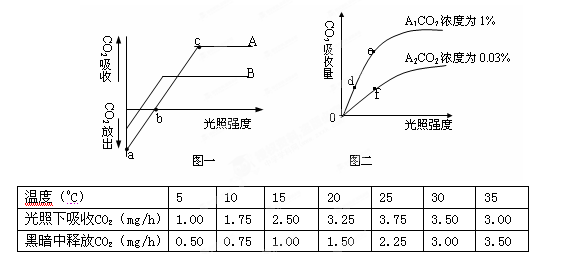 CO₂吸收
CO₂放出
a
b
c
A
B
光照强度
图一
CO₂吸收量
0
d
e
f
A₁CO₂浓度为1%
A₂CO₂浓度为0.03%
光照强度
图二
温度（℃） 5 10 15 20 25 30 35
光照下吸收CO₂（mg/h） 1.00 1.75 2.50 3.25 3.75 3.50 3.00
黑暗中释放CO₂（mg/h） 0.50 0.75 1.00 1.50 2.25 3.00 3.50